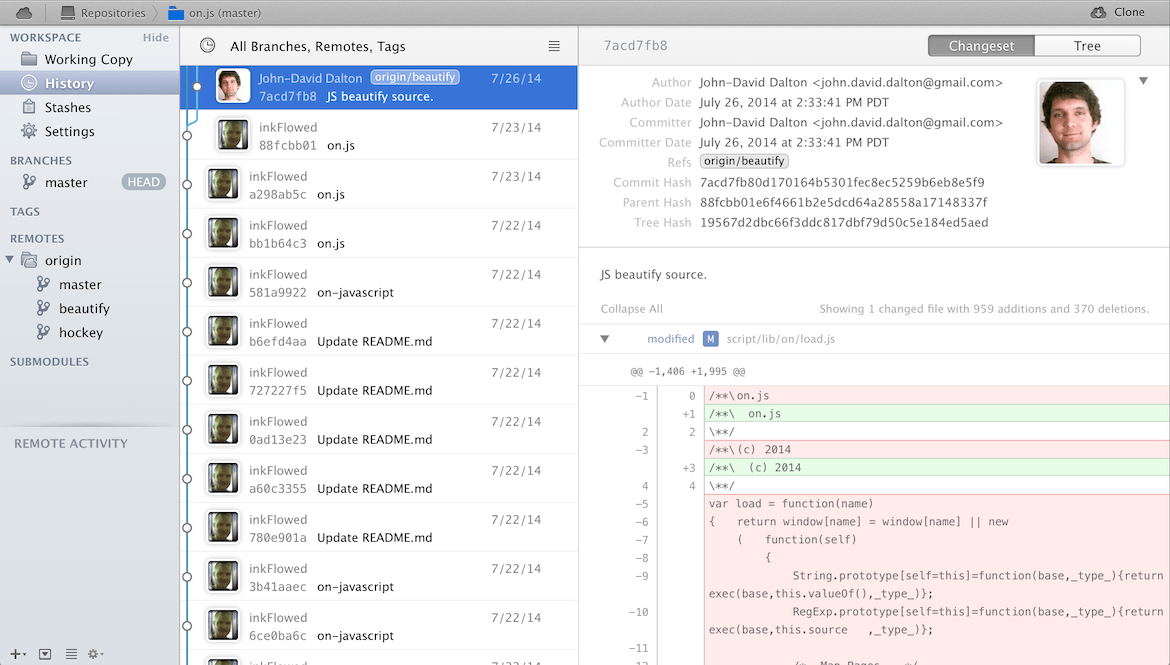 Repositories
on.js (master)
Clone
WORKSPACE
Hide
Working Copy
History
Stashes
Settings
BRANCHES
master
HEAD
TAGS
REMOTES
origin
master
beautify
hockey
SUBMODULES
REMOTE ACTIVITY
All Branches, Remotes, Tags
John-David Dalton origin/beautify 7/26/14
7acd7fb8 JS beautify source.
inkFlowed 7/23/14
88fcbb01 on.js
inkFlowed 7/23/14
a298ab5c on.js
inkFlowed 7/22/14
bb1b64c3 on.js
inkFlowed 7/22/14
581a9922 on-javascript
inkFlowed 7/22/14
b6efd4aa Update README.md
inkFlowed 7/22/14
727227f5 Update README.md
inkFlowed 7/22/14
0ad13e23 Update README.md
inkFlowed 7/22/14
a60c3355 Update README.md
inkFlowed 7/22/14
780e901a Update README.md
inkFlowed 7/22/14
3b41aaec on-javascript
inkFlowed 7/22/14
6ce0ba6c on-javascript
inkFlowed 7/22/14
7acd7fb8
Changeset
Tree
Author John-David Dalton <john.david.dalton@gmail.com>
Author Date July 26, 2014 at 2:33:41 PM PDT
Committer John-David Dalton <john.david.dalton@gmail.com>
Committer Date July 26, 2014 at 2:33:41 PM PDT
Refs origin/beautify
Commit Hash 7acd7fb80d170164b5301fec8ec5259b6eb8e5f9
Parent Hash 88fcbb01e6f4661b2e5dcd64a28558a17148337f
Tree Hash 19567d2dbc66f3ddc817dbf79d50c5e184ed5aed
JS beautify source.
Collapse All
Showing 1 changed file with 959 additions and 370 deletions.
modified M script/lib/on/load.js
@@ -1,406 +1,995 @@
-1 0 /**\on.js
+1 /**\  on.js
2 2 \**/
-3 /**\(c) 2014
+3 /**\  (c) 2014
4 4 \**/
-5 var load = function(name)
-6 {   return window[name] = window[name] || new
-7 (   function(self)
-8 {
-9 String.prototype[self=this]=function(base,_type_){return
exec(base,this.valueOf(),_type_)};
-10 RegExp.prototype[self=this]=function(base,_type_){return
exec(base,this.source   ,_type_)};
-11